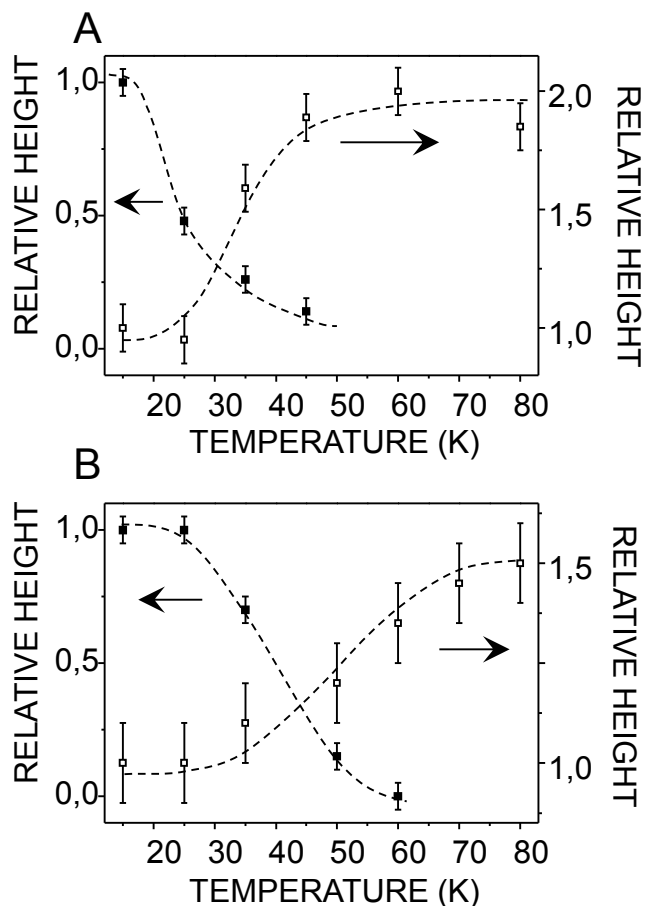 A
RELATIVE HEIGHT
1,0
0,5
0,0
2,0
1,5
1,0
RELATIVE HEIGHT
20 30 40 50 60 70 80
TEMPERATURE (K)
B
RELATIVE HEIGHT
1,0
0,5
0,0
1,5
1,0
RELATIVE HEIGHT
20 30 40 50 60 70 80
TEMPERATURE (K)